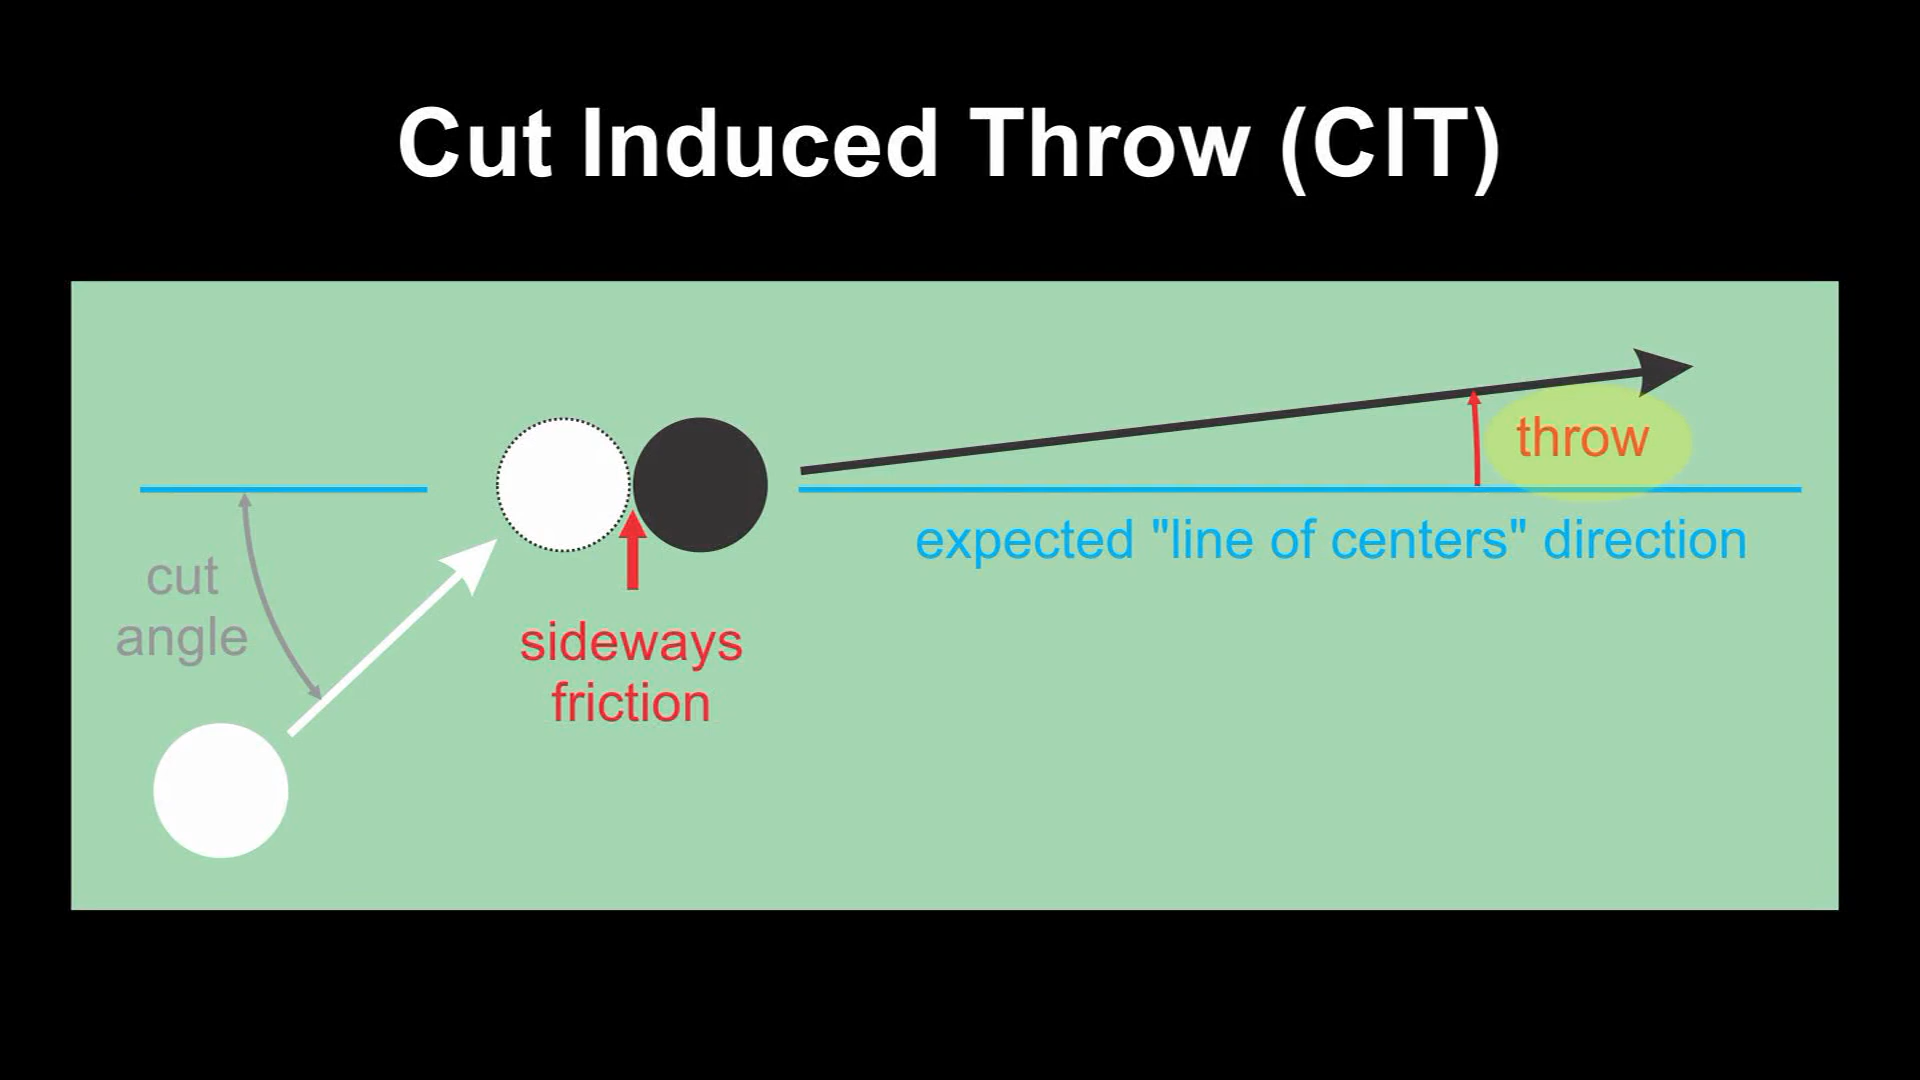 Cut Induced Throw (CIT)
throw
expected "line of centers" direction
cut
angle
sideways
friction